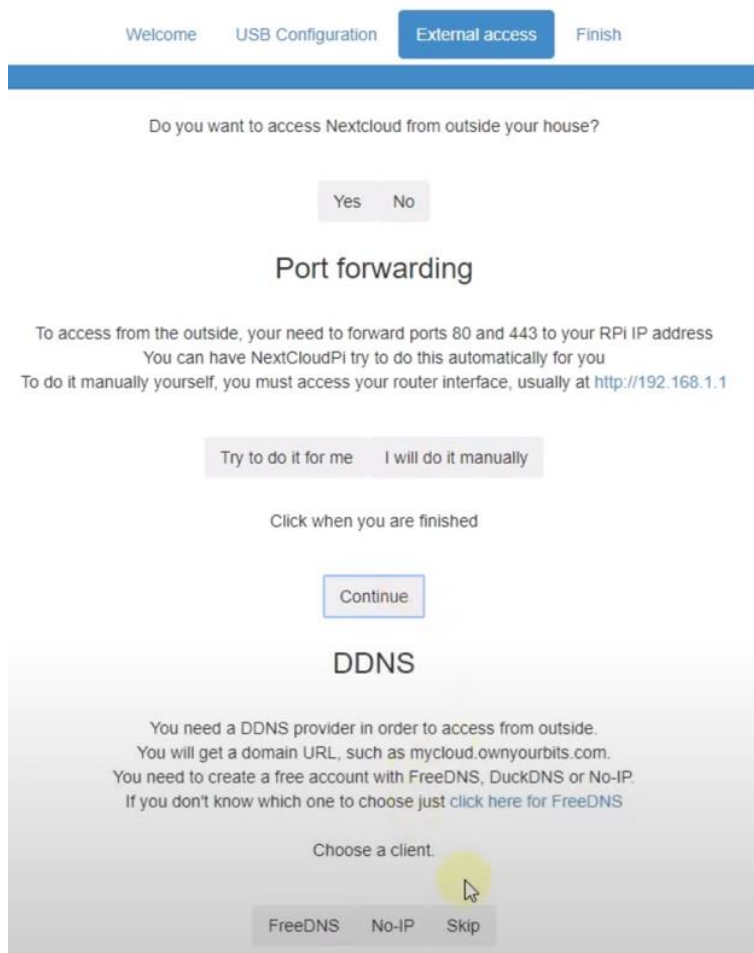 Welcome USB Configuration External access Finish
Do you want to access Nextcloud from outside your house?
Yes No
Port forwarding
To access from the outside, your need to forward ports 80 and 443 to your RPi IP address
You can have NextCloudPi try to do this automatically for you
To do it manually yourself, you must access your router interface, usually at http://192.168.1.1
Try to do it for me I will do it manually
Click when you are finished
Continue
DDNS
You need a DDNS provider in order to access from outside.
You will get a domain URL, such as mycloud.ownyourbits.com.
You need to create a free account with FreeDNS, DuckDNS or No-IP.
If you don't know which one to choose just click here for FreeDNS
Choose a client.
FreeDNS No-IP Skip